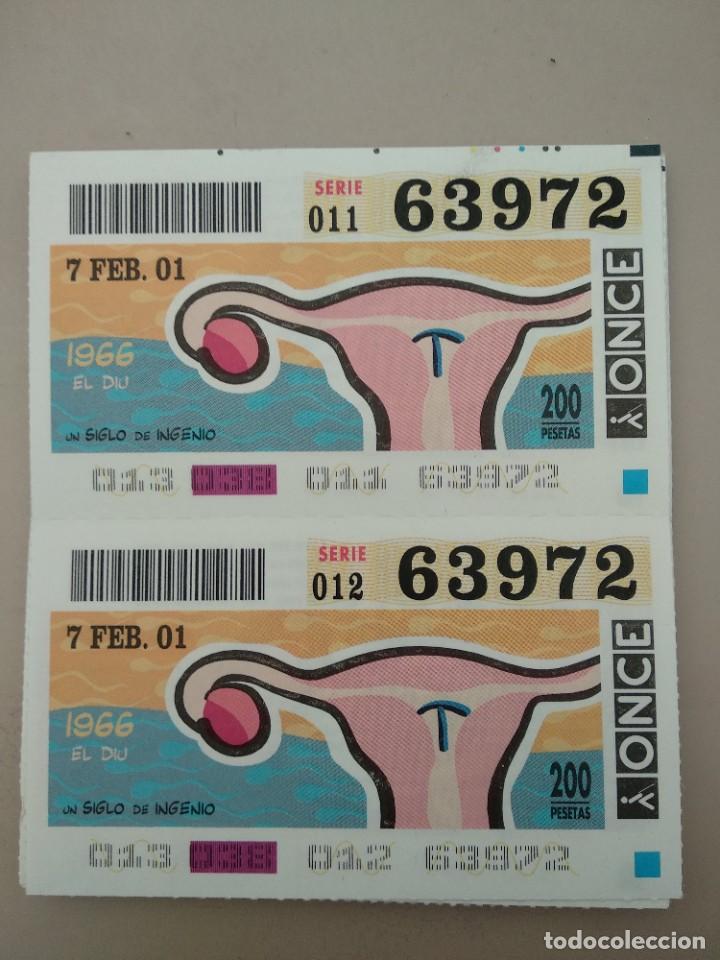 SERIE
011 63972
7 FEB. 01
1966
EL DIU
UN SIGLO DE INGENIO
200
PESETAS
ONCE
013 038 011 63972
SERIE
012 63972
7 FEB. 01
1966
EL DIU
UN SIGLO DE INGENIO
200
PESETAS
ONCE
013 038 012 63972
todocoleccion